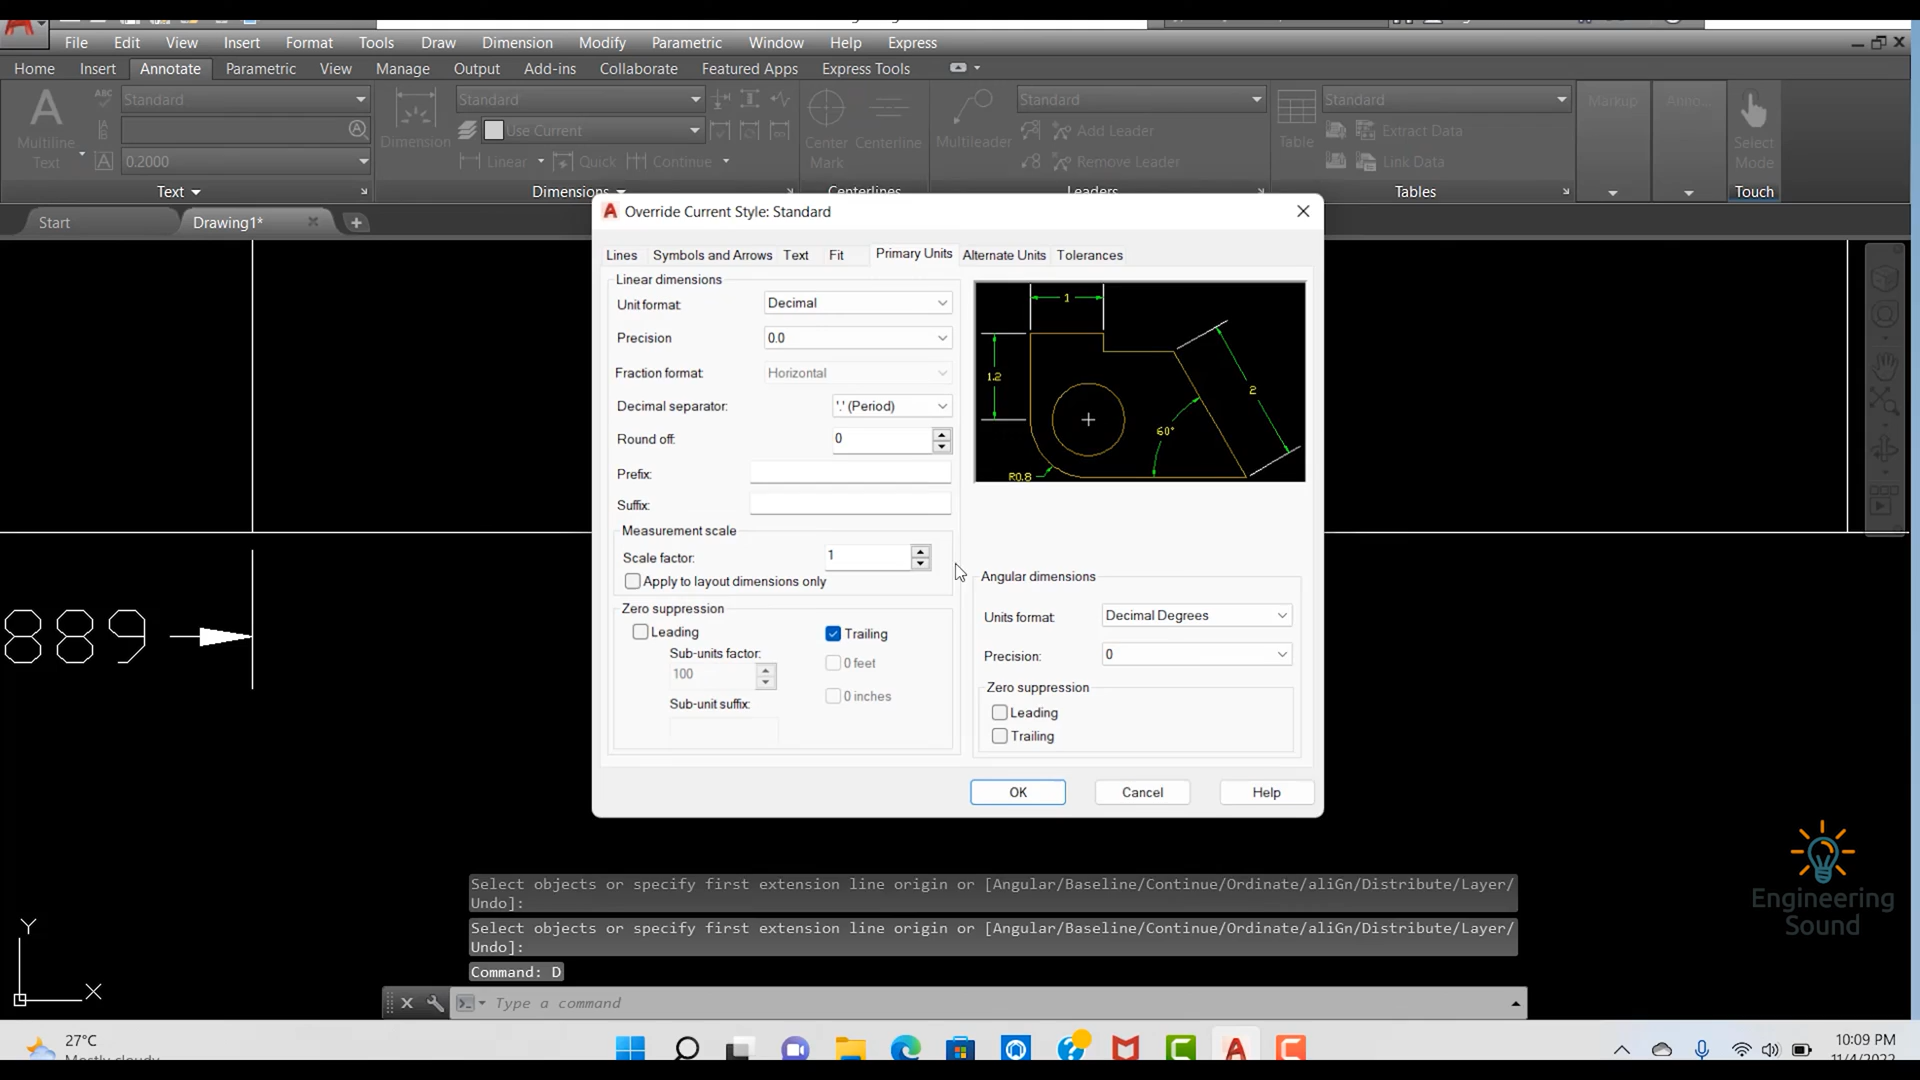 File Edit View Insert Format Tools Draw Dimension Modify Parametric Window Help Express
Home Insert Annotate Parametric View Manage Output Add-ins Collaborate Featured Apps Express Tools
Standard Standard Standard Standard Markup Anno...
Use Current
Multiline Text
Dimension
Center Mark
Centerline
Multileader
Add Leader
Table
Extract Data
Select Mode
0.2000 Linear Quick Continue Remove Leader Link Data
Text Dimensions Centerlines Leaders Tables Touch
Start Drawing1*
Override Current Style: Standard
Lines Symbols and Arrows Text Fit Primary Units Alternate Units Tolerances
Linear dimensions
Unit format: Decimal
Precision 0.0
Fraction format: Horizontal
Decimal separator: '.' (Period)
Round off: 0
Prefix:
Suffix:
Measurement scale
Scale factor: 1
Apply to layout dimensions only
Zero suppression
Leading Trailing
Sub-units factor: 0 feet
100
0 inches
Sub-unit suffix:
1
1.2
2
60°
R0.8
Angular dimensions
Units format: Decimal Degrees
Precision: 0
Zero suppression
Leading
Trailing
OK Cancel Help
889
Engineering
Sound
Select objects or specify first extension line origin or [Angular/Baseline/Continue/Ordinate/aliGn/Distribute/Layer/
Undo]:
Select objects or specify first extension line origin or [Angular/Baseline/Continue/Ordinate/aliGn/Distribute/Layer/
Undo]:
Command: D
Type a command
Y
X
27°C
Mostly cloudy
10:09 PM
11/4/2022